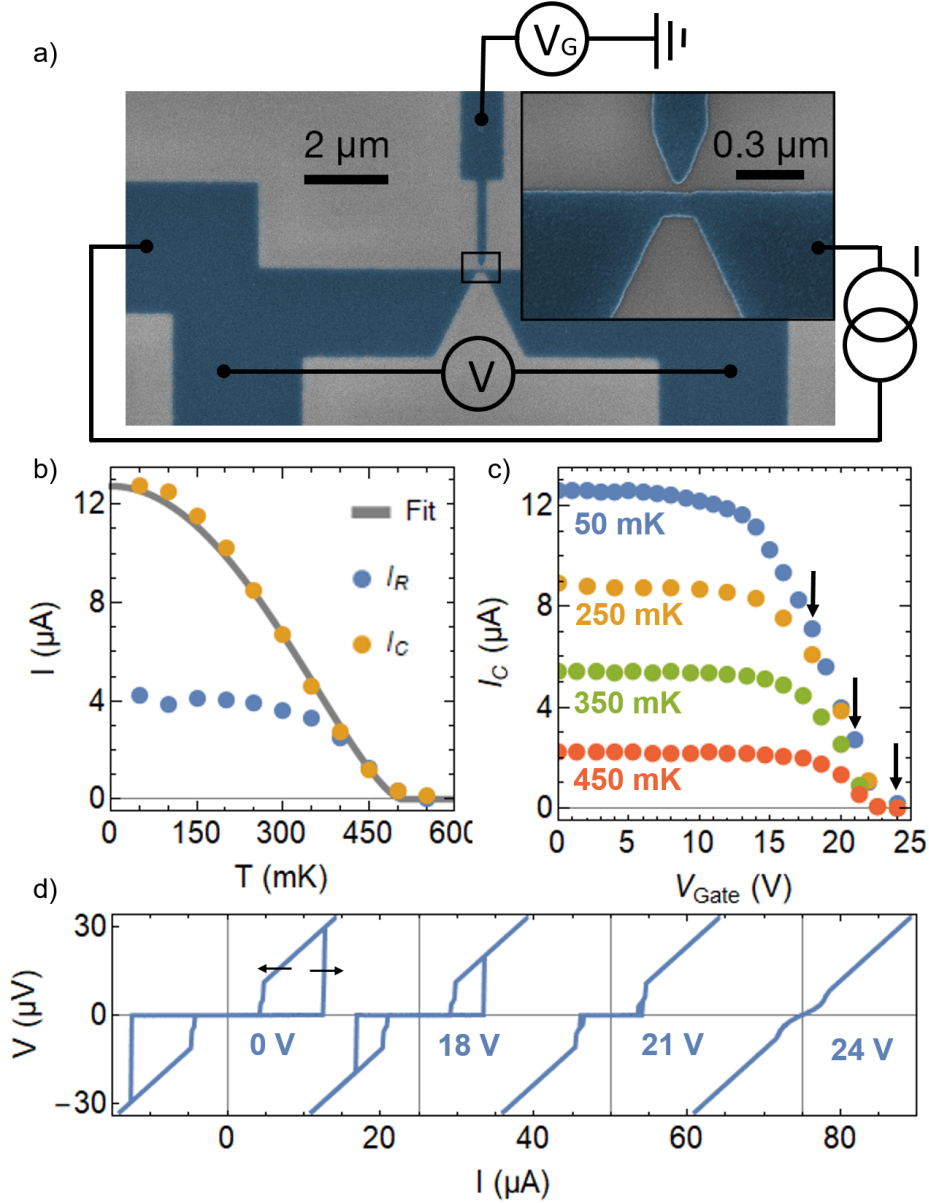 a)
V_G
2 µm
0.3 µm
I
V
b)
I (µA)
12
8
4
0
Fit
I_R
I_C
0 150 300 450 600
T (mK)
c)
I_C (µA)
12
8
4
0
50 mK
250 mK
350 mK
450 mK
0 5 10 15 20 25
V_Gate (V)
d)
V (µV)
30
0
−30
0 V
18 V
21 V
24 V
0 20 40 60 80
I (µA)